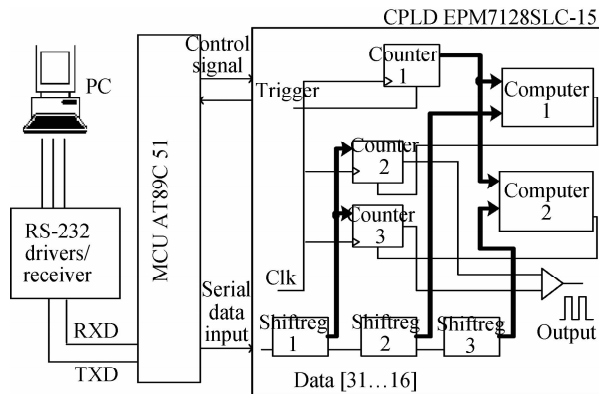 CPLD EPM7128SLC-15
PC
Control
signal
Trigger
Counter
1
Computer
1
Counter
2
Computer
2
Counter
3
MCU AT89C 51
RS-232
drivers/
receiver
Clk
Serial
data
input
RXD
TXD
Shiftreg
1
Shiftreg
2
Shiftreg
3
Output
Data [31…16]